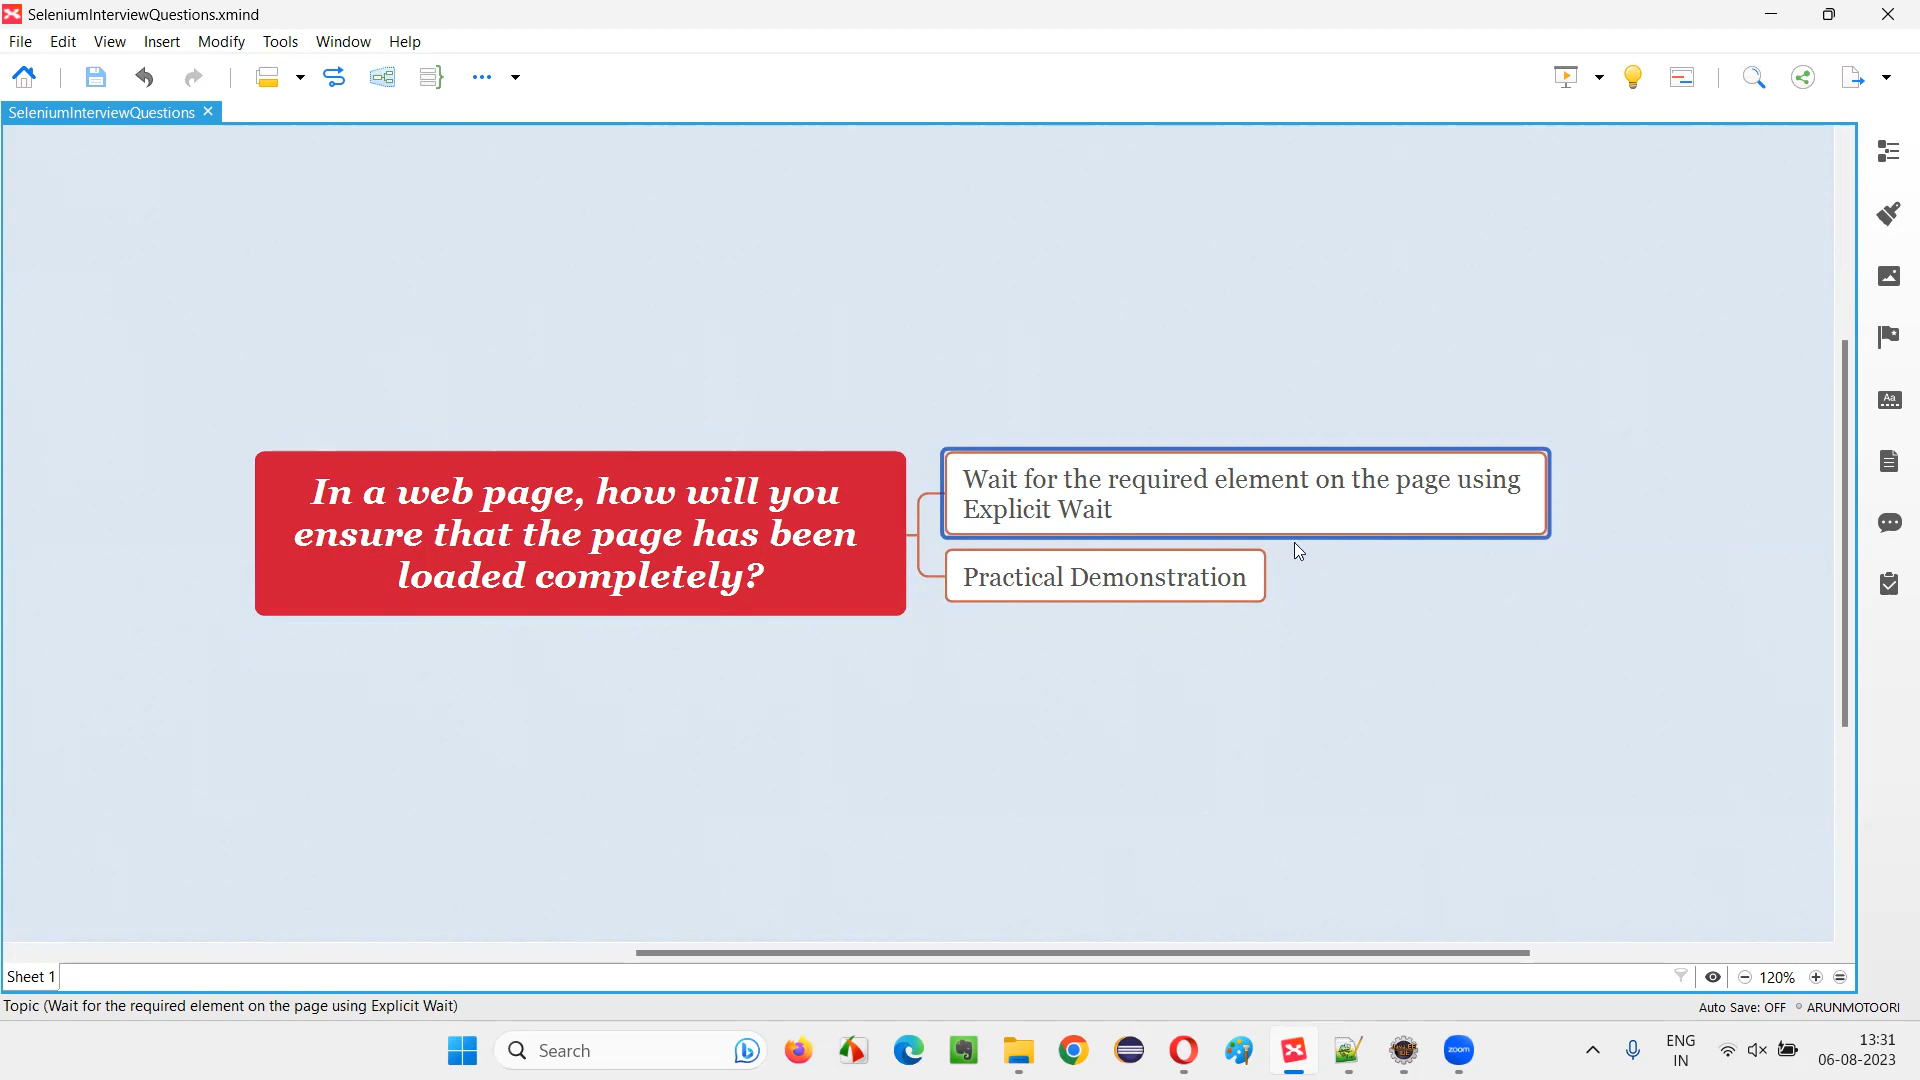 SeleniumInterviewQuestions.xmind
File Edit View Insert Modify Tools Window Help
SeleniumInterviewQuestions
In a web page, how will you
ensure that the page has been
loaded completely?
Wait for the required element on the page using
Explicit Wait
Practical Demonstration
Aa
Sheet 1
120%
Topic (Wait for the required element on the page using Explicit Wait)
Auto Save: OFF
ARUNMOTOORI
Search
zoom
ENG
IN
13:31
06-08-2023